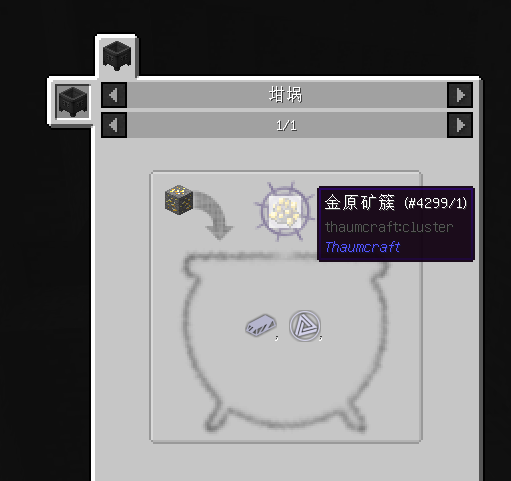 坩埚
1/1
金原矿簇 (#4299/1)
thaumcraft:cluster
Thaumcraft